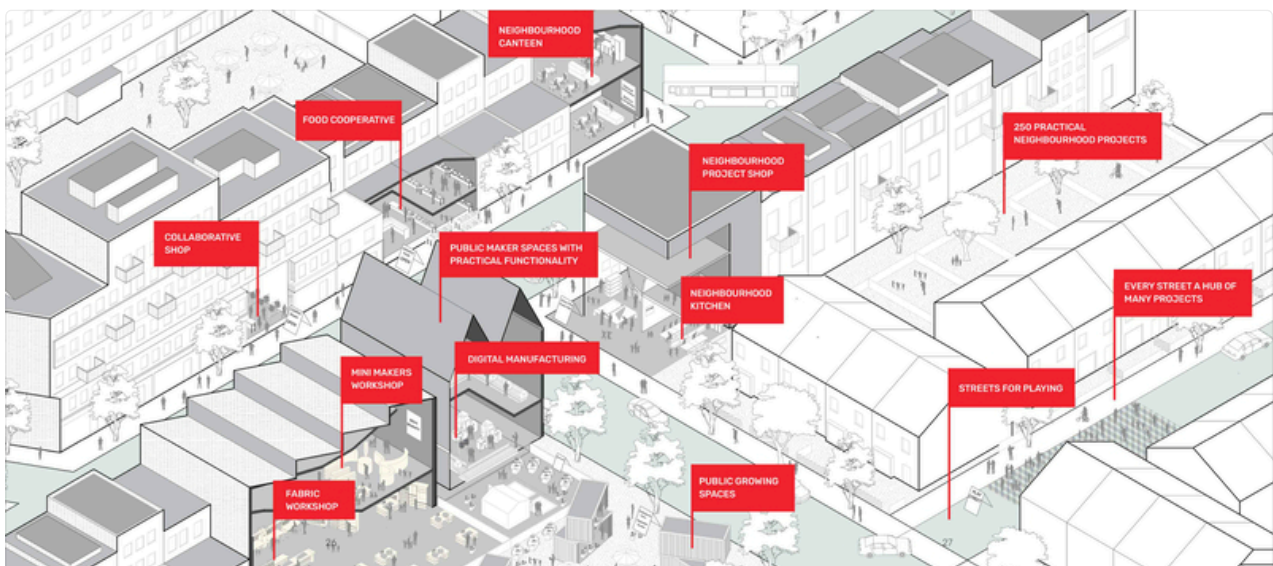 NEIGHBOURHOOD
CANTEEN
FOOD COOPERATIVE
250 PRACTICAL
NEIGHBOURHOOD PROJECTS
NEIGHBOURHOOD
PROJECT SHOP
COLLABORATIVE
SHOP
PUBLIC MAKER SPACES WITH
PRACTICAL FUNCTIONALITY
EVERY STREET A HUB OF
MANY PROJECTS
NEIGHBOURHOOD
KITCHEN
DIGITAL MANUFACTURING
MINI MAKERS
WORKSHOP
STREETS FOR PLAYING
PUBLIC GROWING
SPACES
FABRIC
WORKSHOP
26
27